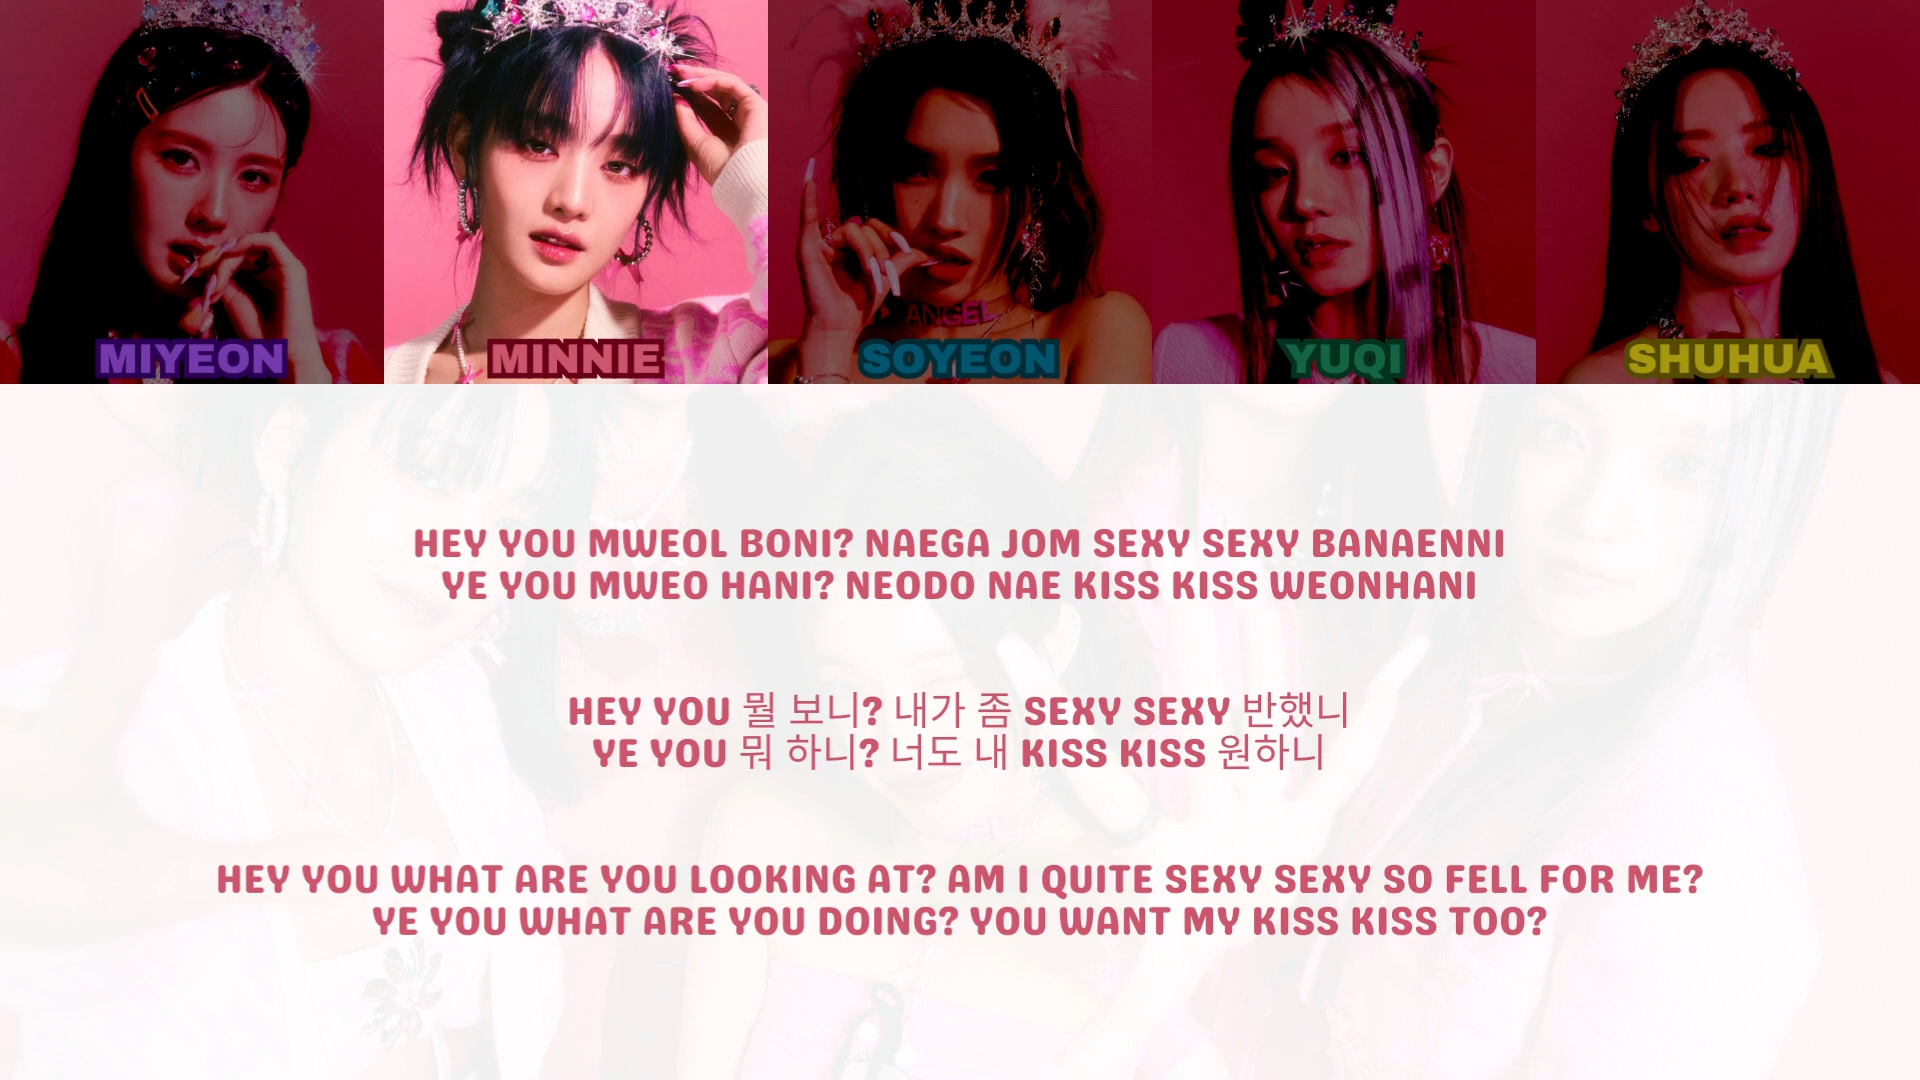 ANGEL
MIYEON
MINNIE
SOYEON
YUQI
SHUHUA
HEY YOU MWEOL BONI? NAEGA JOM SEXY SEXY BANAENNI
YE YOU MWEO HANI? NEODO NAE KISS KISS WEONHANI
HEY YOU 뭘 보니? 내가 좀 SEXY SEXY 반했니
YE YOU 뭐 하니? 너도 내 KISS KISS 원하니
HEY YOU WHAT ARE YOU LOOKING AT? AM I QUITE SEXY SEXY SO FELL FOR ME?
YE YOU WHAT ARE YOU DOING? YOU WANT MY KISS KISS TOO?